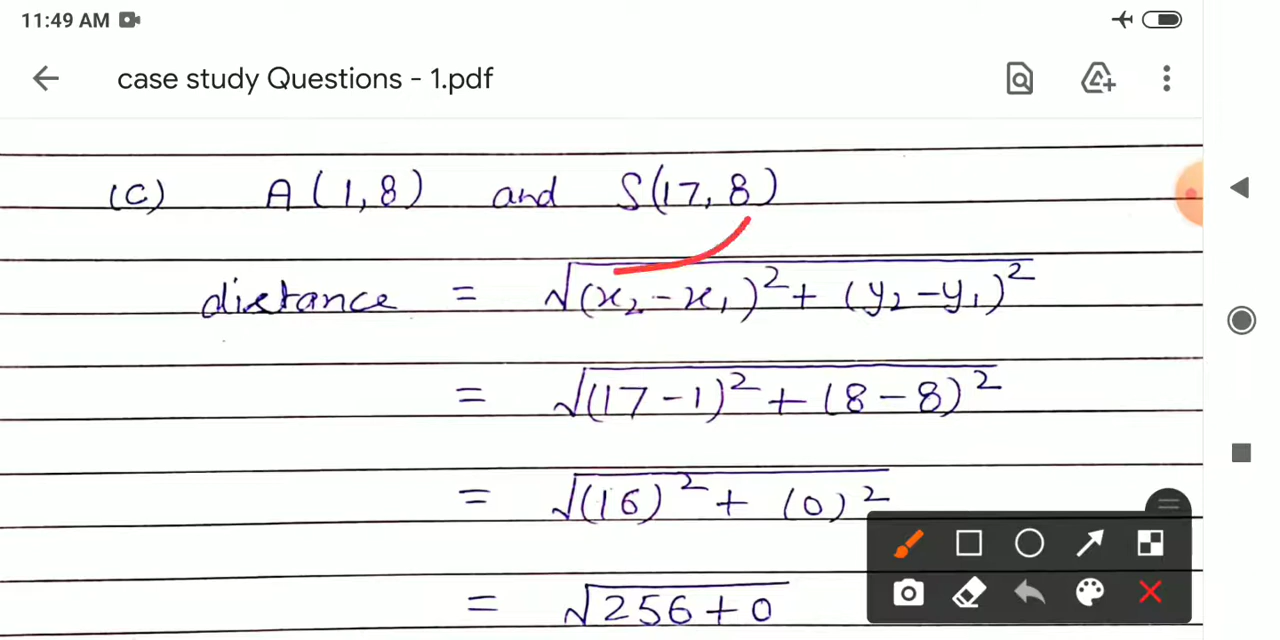 11:49 AM
case study Questions - 1.pdf
(C) A(1,8) and S(17,8)
distance = √(x₂-x₁)²+(y₂-y₁)²
= √(17-1)²+(8-8)²
= √(16)²+(0)²
= √256+0